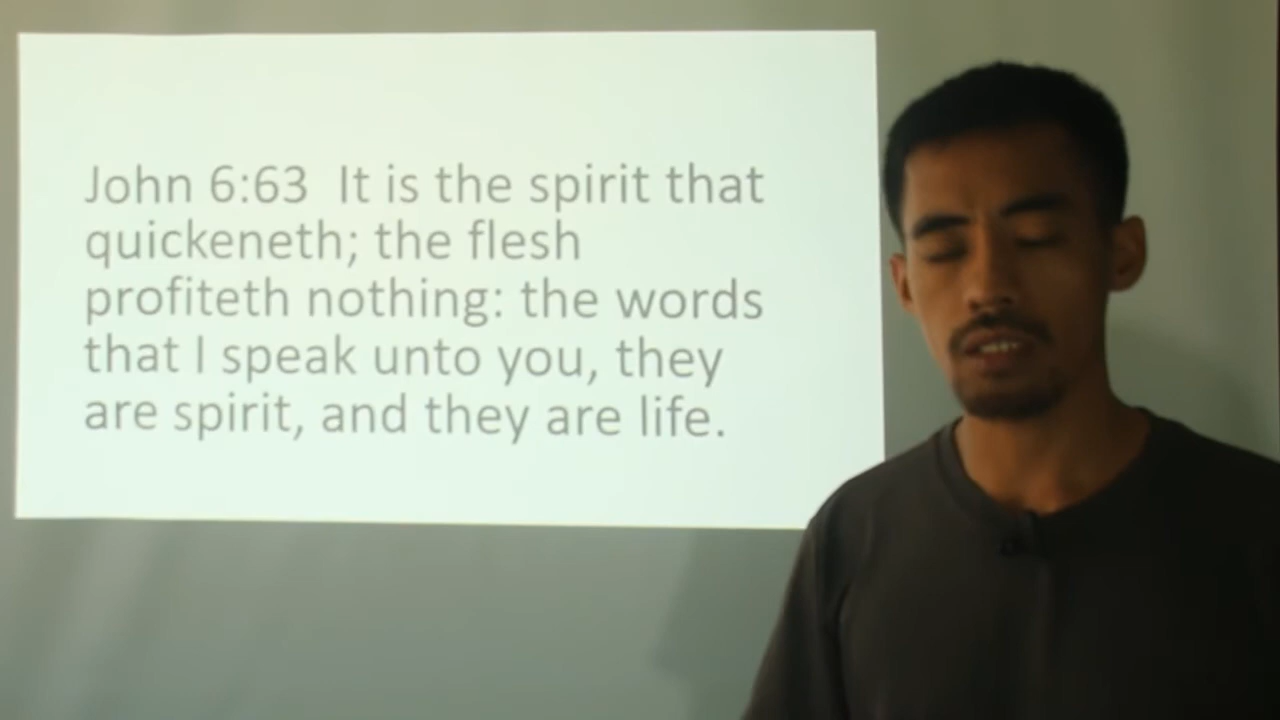 John 6:63  It is the spirit that
quickeneth; the flesh
profiteth nothing: the words
that I speak unto you, they
are spirit, and they are life.